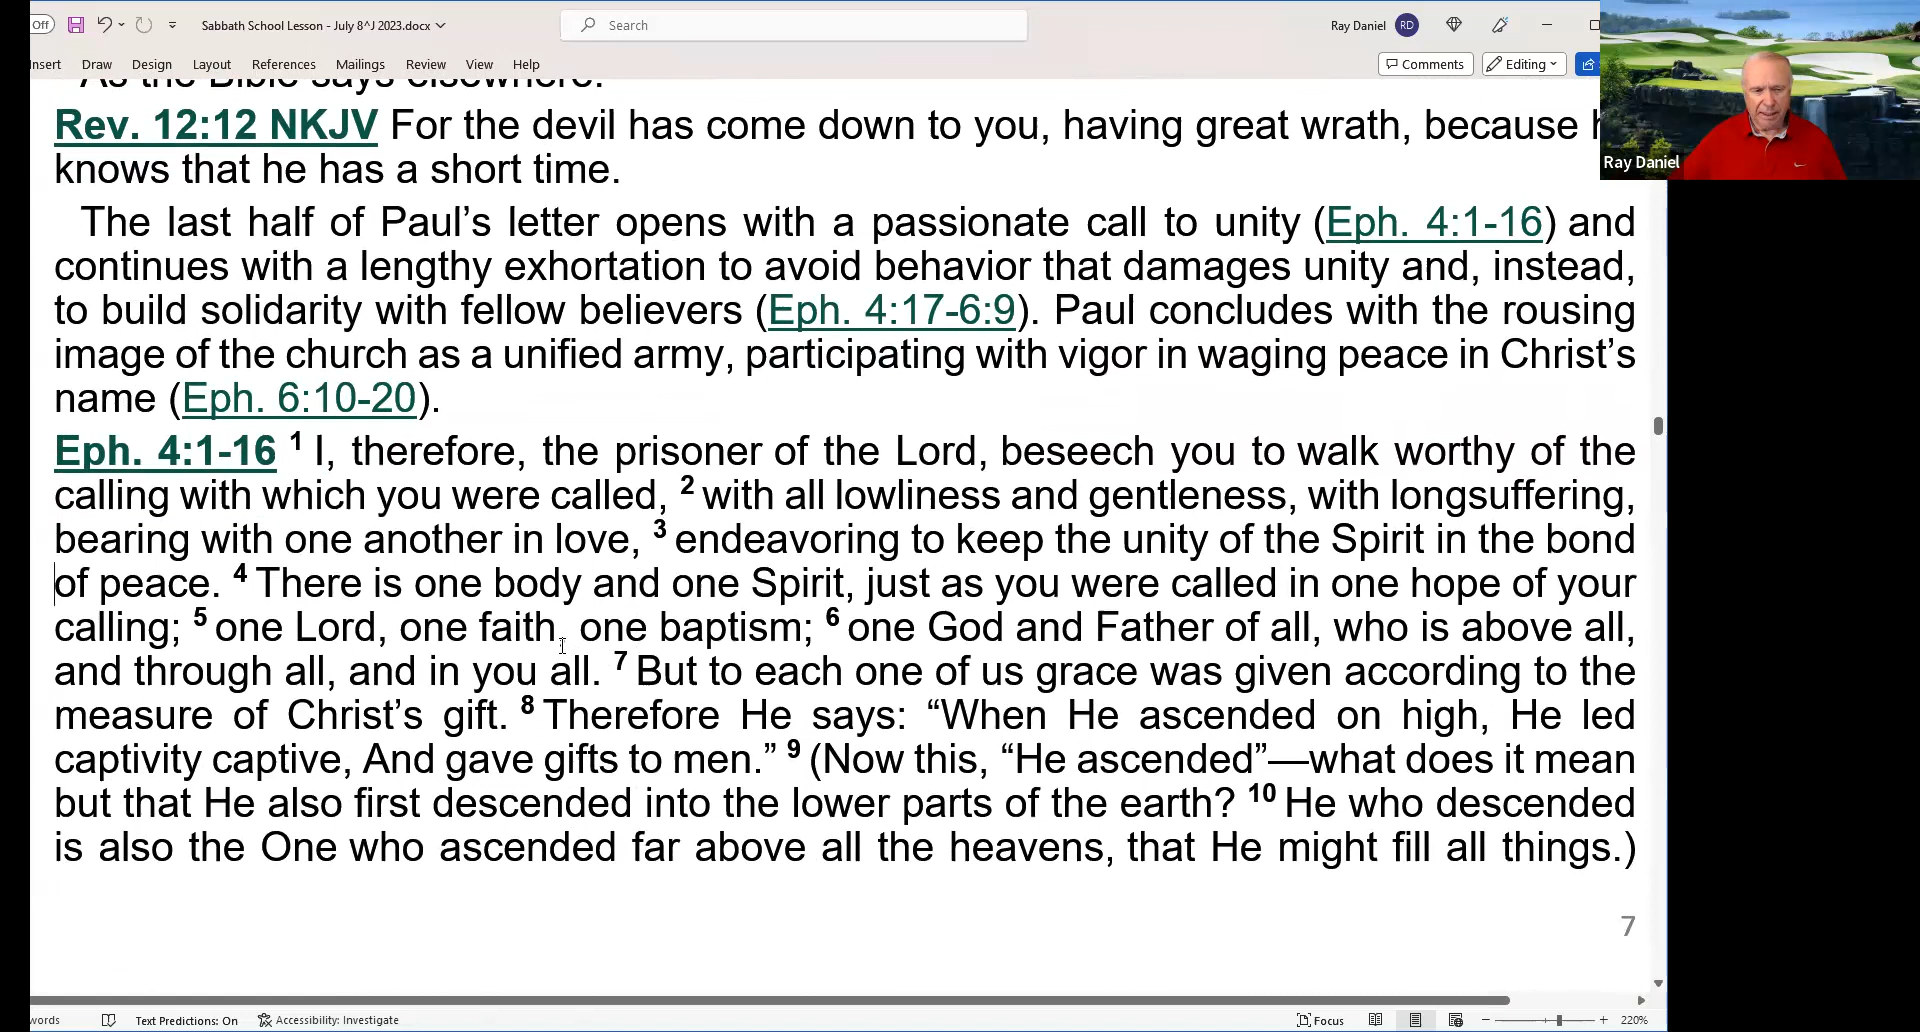 Off
Sabbath School Lesson - July 8^J 2023.docx
Search
Ray Daniel
RD
Insert Draw Design Layout References Mailings Review View Help
Comments
Editing
Ray Daniel
As the Bible says elsewhere:
Rev. 12:12 NKJV For the devil has come down to you, having great wrath, because
knows that he has a short time.
The last half of Paul’s letter opens with a passionate call to unity (Eph. 4:1-16) and
continues with a lengthy exhortation to avoid behavior that damages unity and, instead,
to build solidarity with fellow believers (Eph. 4:17-6:9). Paul concludes with the rousing
image of the church as a unified army, participating with vigor in waging peace in Christ’s
name (Eph. 6:10-20).
Eph. 4:1-16 1 I, therefore, the prisoner of the Lord, beseech you to walk worthy of the
calling with which you were called, 2 with all lowliness and gentleness, with longsuffering,
bearing with one another in love, 3 endeavoring to keep the unity of the Spirit in the bond
of peace. 4 There is one body and one Spirit, just as you were called in one hope of your
calling; 5 one Lord, one faith, one baptism; 6 one God and Father of all, who is above all,
and through all, and in you all. 7 But to each one of us grace was given according to the
measure of Christ’s gift. 8 Therefore He says: “When He ascended on high, He led
captivity captive, And gave gifts to men.” 9 (Now this, “He ascended”—what does it mean
but that He also first descended into the lower parts of the earth? 10 He who descended
is also the One who ascended far above all the heavens, that He might fill all things.)
7
words Text Predictions: On Accessibility: Investigate Focus 220%